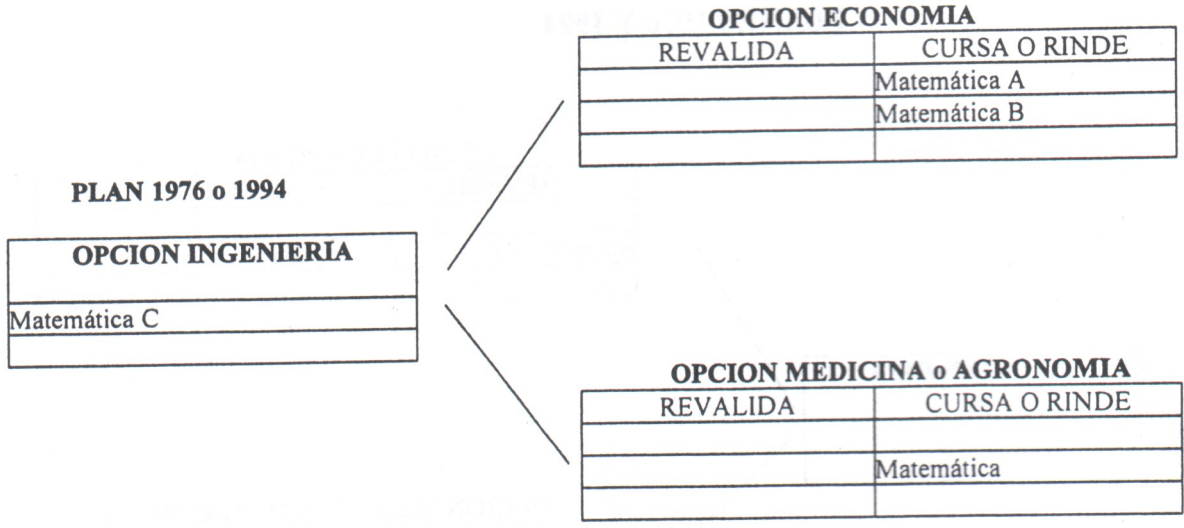 OPCION ECONOMIA
REVALIDA CURSA O RINDE
Matemática A
Matemática B
PLAN 1976 o 1994
OPCION INGENIERIA
Matemática C
OPCION MEDICINA o AGRONOMIA
REVALIDA CURSA O RINDE
Matemática